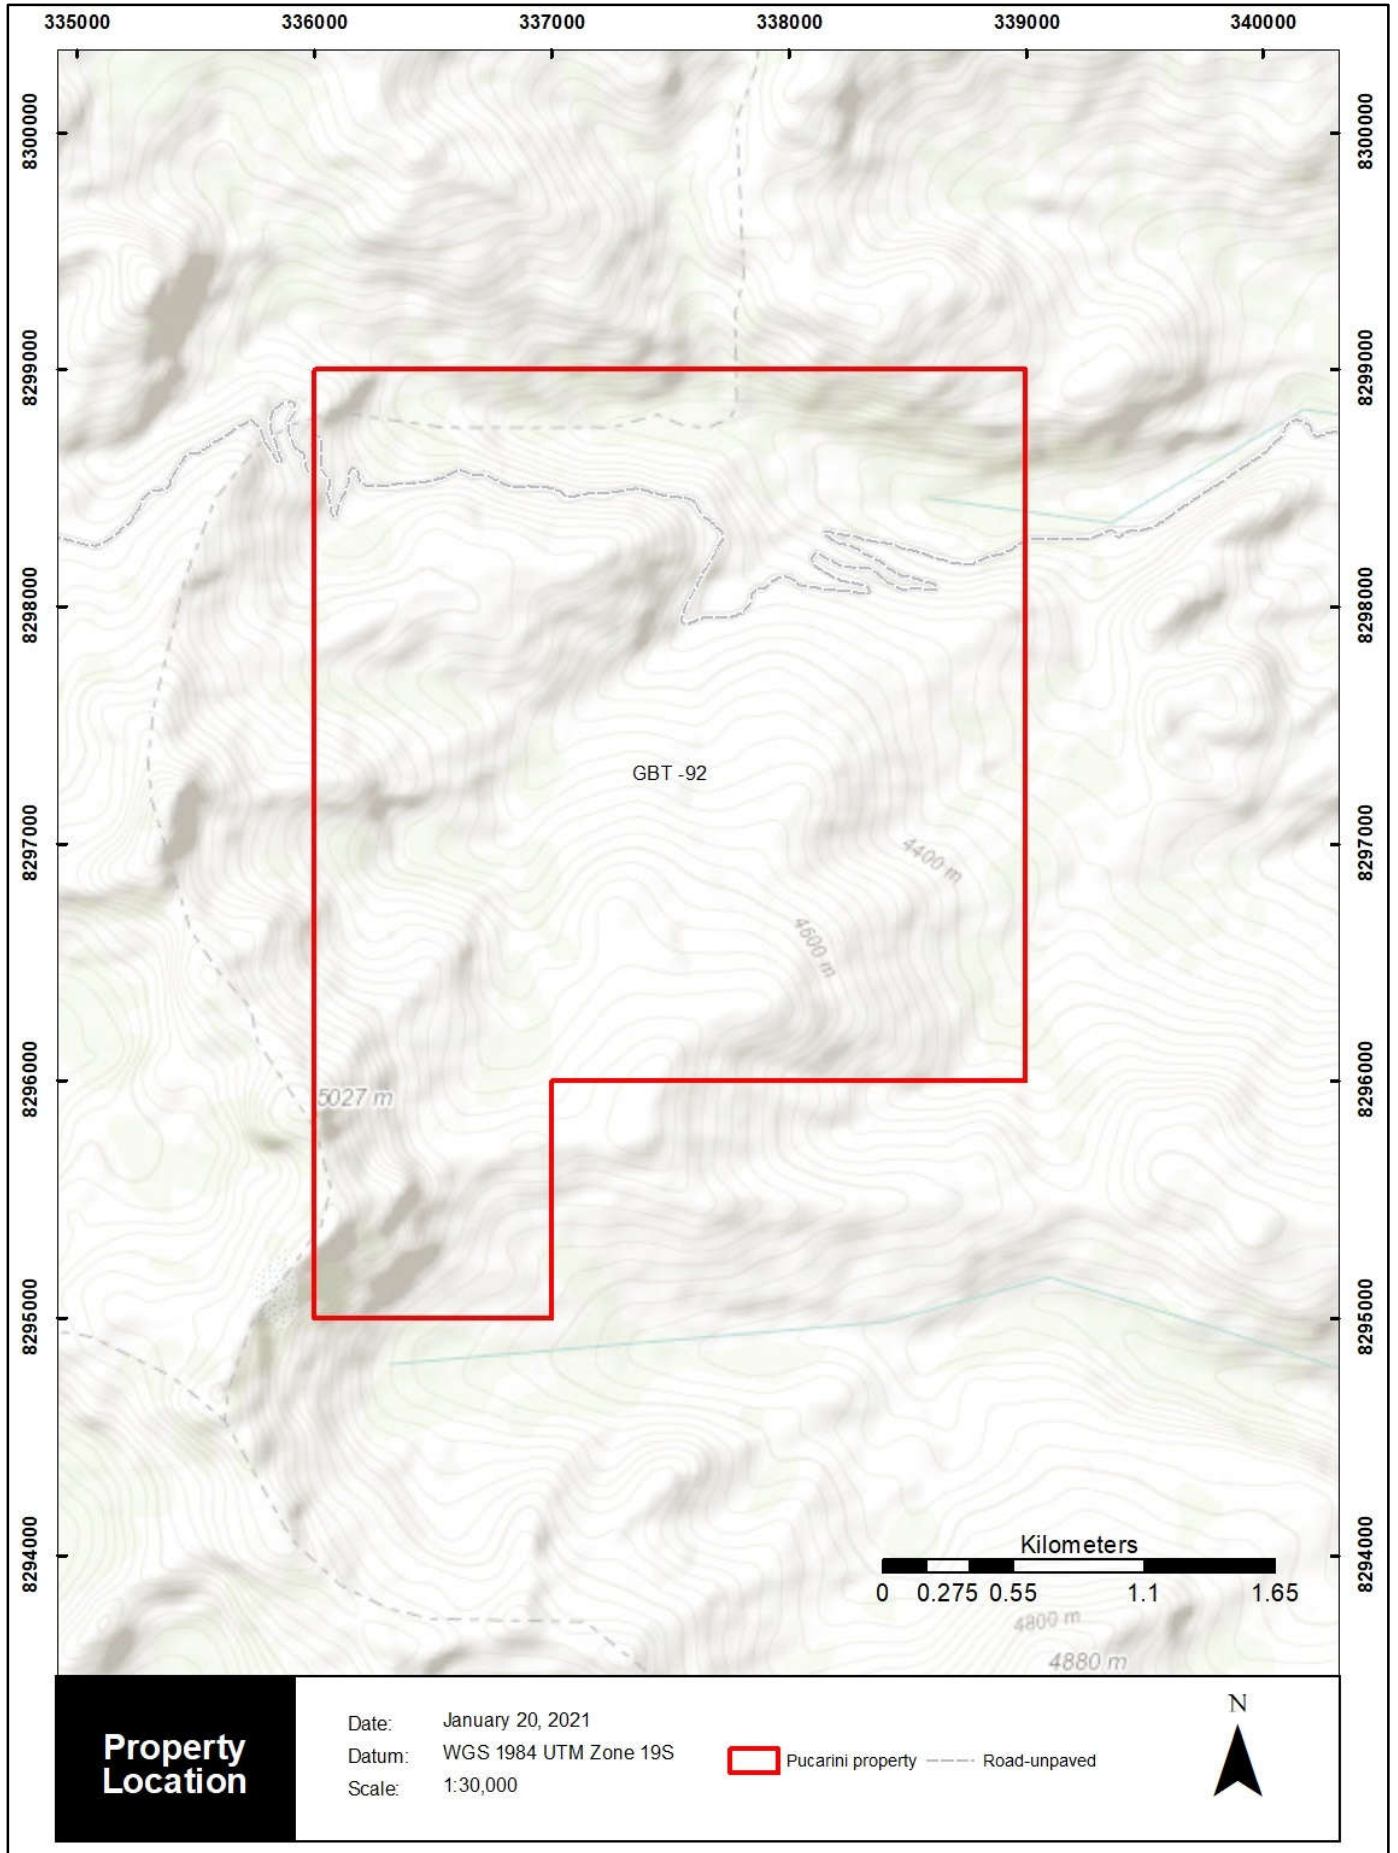 335000 336000 337000 338000 339000 340000
8300000 8300000
8299000 8299000
8298000 8298000
GBT -92
8297000 8297000
4400 m
4600 m
8296000 8296000
5027 m
8295000 8295000
8294000 8294000
Kilometers
0 0.275 0.55 1.1 1.65
4800 m
4880 m
Property
Location
Date: January 20, 2021
Datum: WGS 1984 UTM Zone 19S
Scale: 1:30,000
Pucarini property Road-unpaved
N